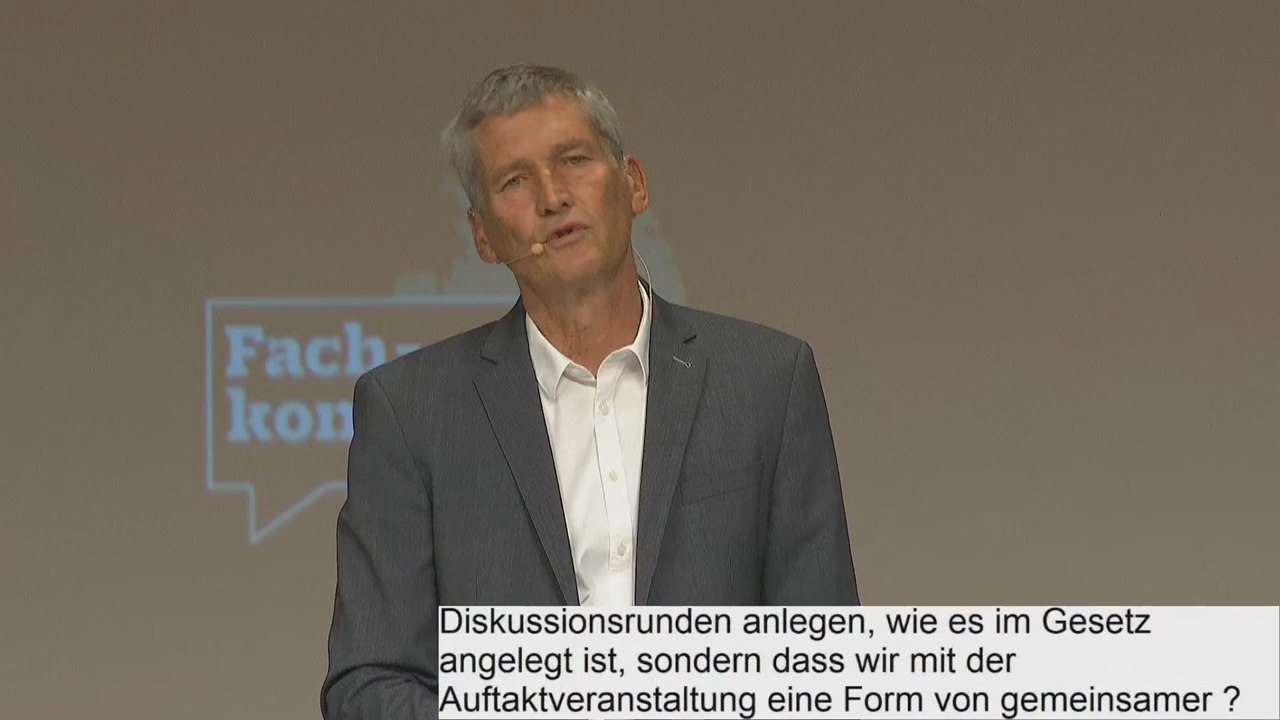 Fach-
kon
Diskussionsrunden anlegen, wie es im Gesetz
angelegt ist, sondern dass wir mit der
Auftaktveranstaltung eine Form von gemeinsamer ?